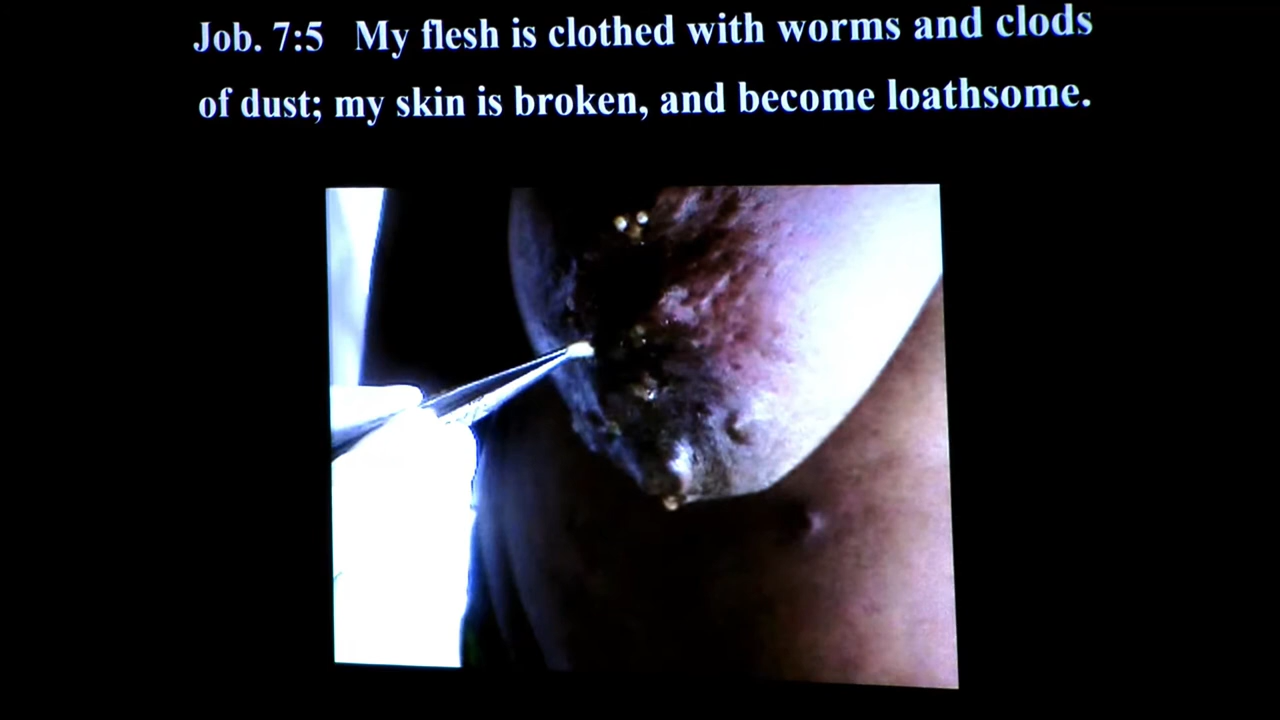 Job. 7:5 My flesh is clothed with worms and clods
of dust; my skin is broken, and become loathsome.